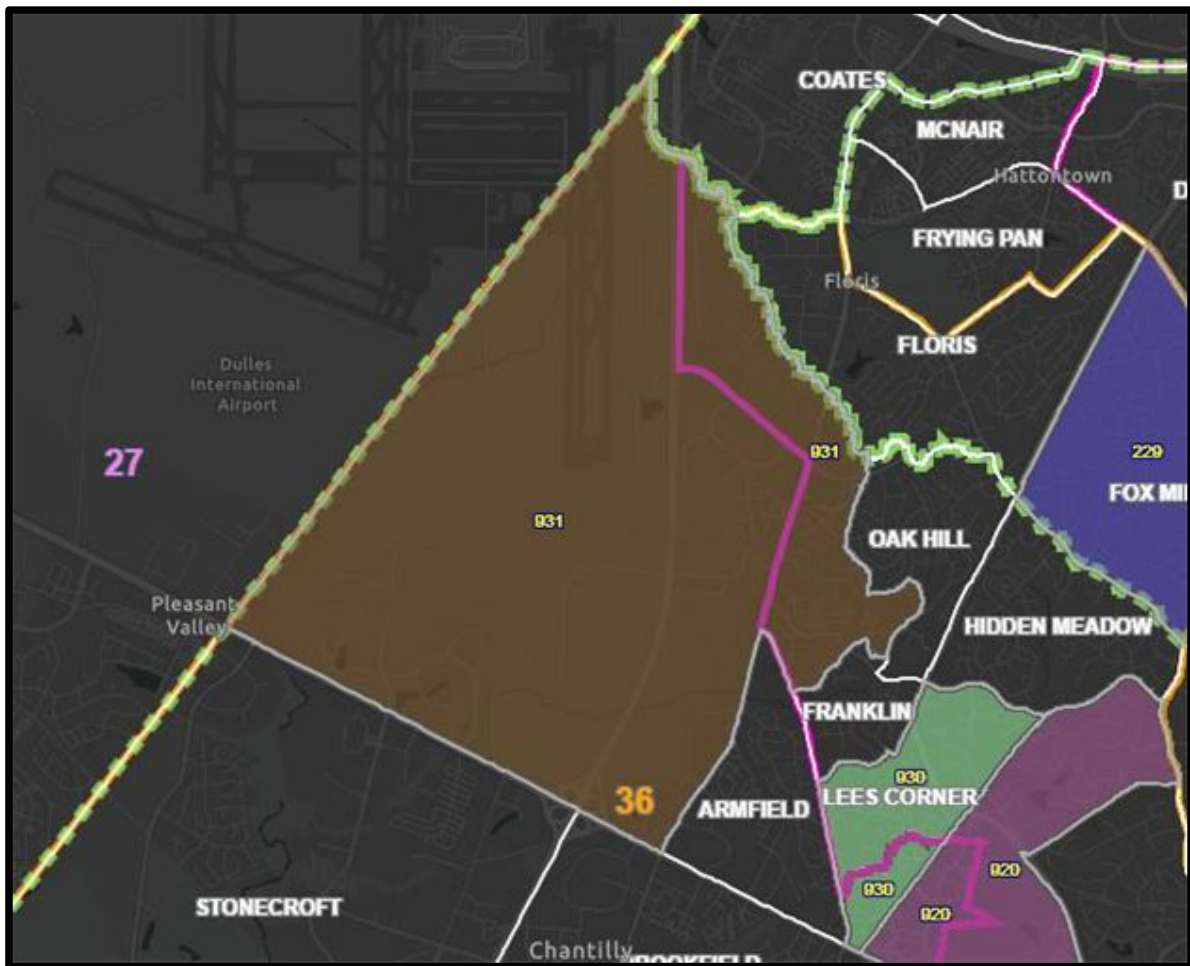 COATES
MCNAIR
Hattontown
D
FRYING PAN
Floris
FLORIS
Dulles
International
Airport
27
931
229
931
FOX MI
OAK HILL
Pleasant
Valley
HIDDEN MEADOW
FRANKLIN
930
36
ARMFIELD
LEES CORNER
920
930
STONECROFT
920
Chantilly